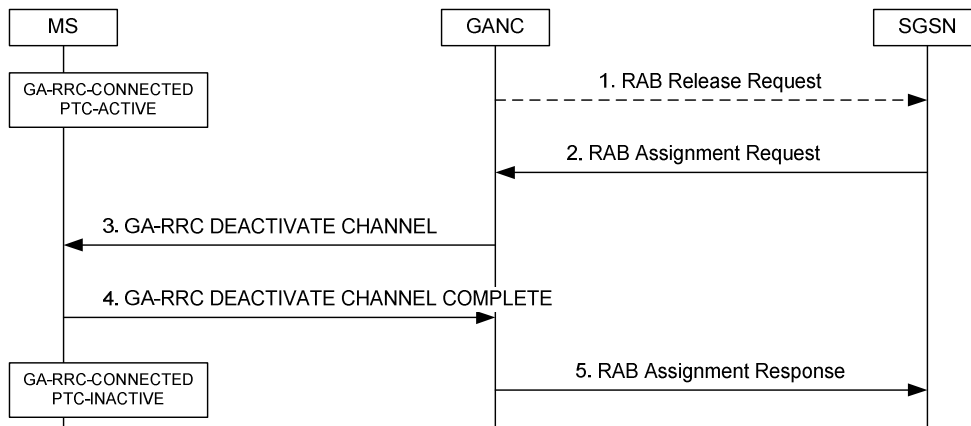 MS
GANC
SGSN
GA-RRC-CONNECTED
PTC-ACTIVE
1. RAB Release Request
2. RAB Assignment Request
3. GA-RRC DEACTIVATE CHANNEL
4. GA-RRC DEACTIVATE CHANNEL COMPLETE
GA-RRC-CONNECTED
PTC-INACTIVE
5. RAB Assignment Response